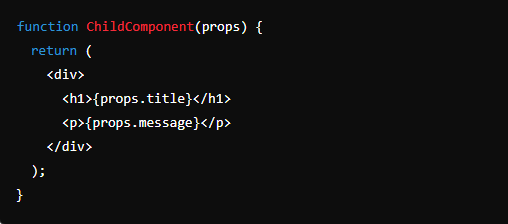 function ChildComponent(props) {
  return (
    <div>
      <h1>{props.title}</h1>
      <p>{props.message}</p>
    </div>
  );
}